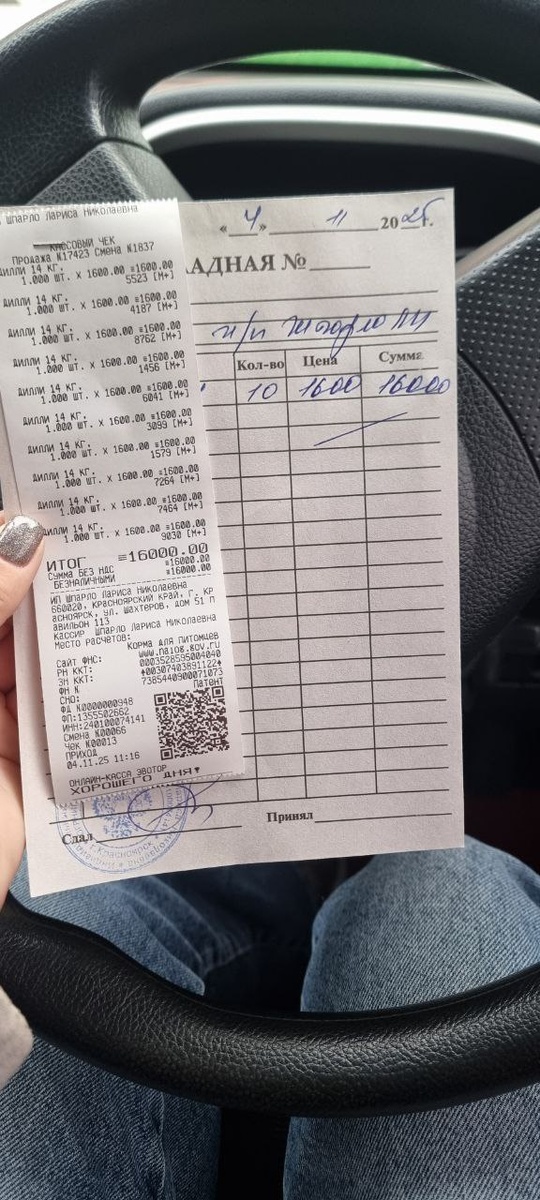 Шпарло Лариса Николаевна
КАССОВЫЙ ЧЕК
ПРОДАЖА №17423 СМЕНА №1837
ДИЛЛИ 14 КГ.
1.000 ШТ. X 1600.00 =1600.00
5523 [M+]
ДИЛЛИ 14 КГ.
1.000 ШТ. X 1600.00 =1600.00
4187 [M+]
ДИЛЛИ 14 КГ.
1.000 ШТ. X 1600.00 =1600.00
8762 [M+]
ДИЛЛИ 14 КГ.
1.000 ШТ. X 1600.00 =1600.00
1456 [M+]
ДИЛЛИ 14 КГ.
1.000 ШТ. X 1600.00 =1600.00
6041 [M+]
ДИЛЛИ 14 КГ.
1.000 ШТ. X 1600.00 =1600.00
3099 [M+]
ДИЛЛИ 14 КГ.
1.000 ШТ. X 1600.00 =1600.00
1579 [M+]
ДИЛЛИ 14 КГ.
1.000 ШТ. X 1600.00 =1600.00
7264 [M+]
ДИЛЛИ 14 КГ.
1.000 ШТ. X 1600.00 =1600.00
7464 [M+]
ДИЛЛИ 14 КГ.
1.000 ШТ. X 1600.00 =1600.00
9030 [M+]
ИТОГ =16000.00
СУММА БЕЗ НДС =16000.00
БЕЗНАЛИЧНЫМИ =16000.00
ИП Шпарло Лариса Николаевна
660020, КРАСНОЯРСКИЙ КРАЙ, Г. КР
АСНОЯРСК, УЛ. ШАХТЕРОВ, ДОМ 51 П
АВИЛЬОН 113
КАССИР Шпарло Лариса Николаевна
МЕСТО РАСЧЕТОВ: КОРМА ДЛЯ ПИТОМЦЕВ
САЙТ ФНС: www.nalog.gov.ru
РН ККТ: 0003528595004040
ЗН ККТ: 00307403891122
ФН № 7385440900071073
СНО: Патент
ФД №0000000948
ФП:1355502662
ИНН:240100074141
СМЕНА №00066
ЧЕК №00013
ПРИХОД
04.11.25 11:16
ОНЛАЙН-КАССА ЭВОТОР
ХОРОШЕГО ДНЯ!
«4» 11 2025г.
АДНАЯ №
и/п Шпарло
Кол-во Цена Сумма
10 1600 16000
Сдал
Принял
г. Красноярск